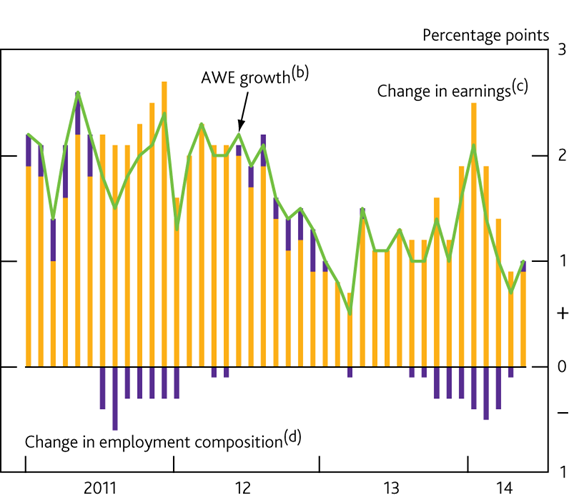 Percentage points
3
AWE growth(b)
Change in earnings(c)
2
1
+
0
–
Change in employment composition(d)
1
2011 12 13 14